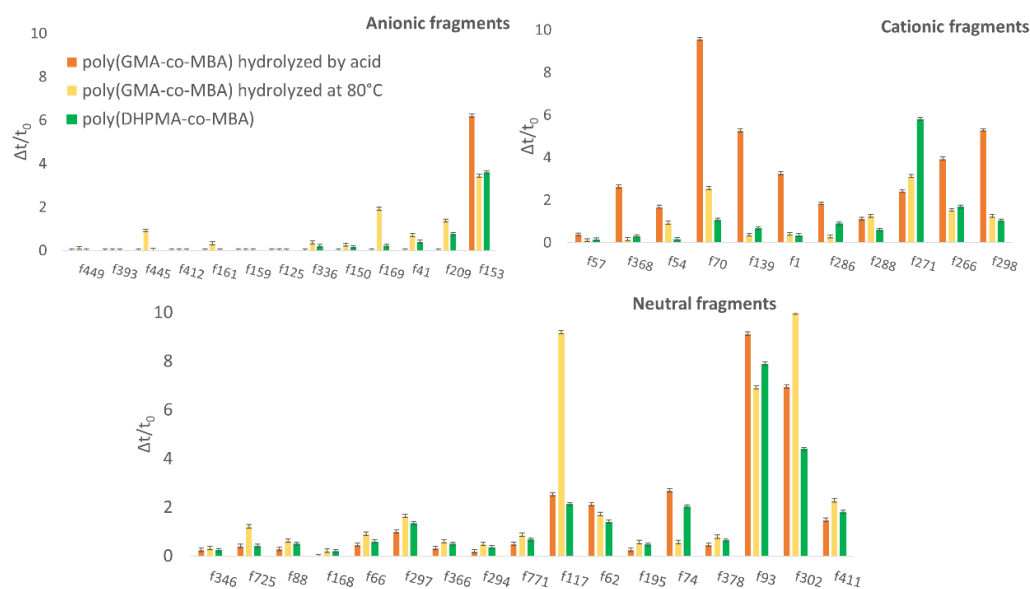 Anionic fragments
10
8
6
4
2
0
Δt/t0
poly(GMA-co-MBA) hydrolyzed by acid
poly(GMA-co-MBA) hydrolyzed at 80°C
poly(DHPMA-co-MBA)
f449 f393 f445 f412 f161 f159 f125 f336 f150 f169 f41 f209 f153
Cationic fragments
10
8
6
4
2
0
Δt/t0
f57 f368 f54 f70 f139 f1 f286 f288 f271 f266 f298
Neutral fragments
10
8
6
4
2
0
Δt/t0
f346 f725 f88 f168 f66 f297 f366 f294 f771 f117 f62 f195 f74 f378 f93 f302 f411